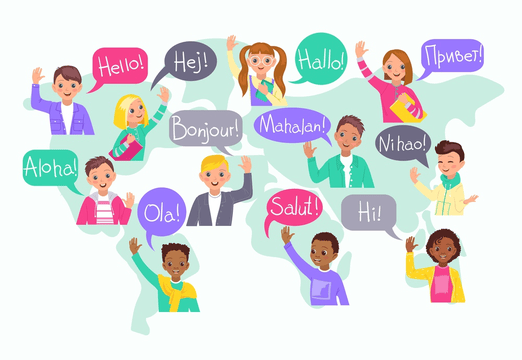 Hello!
Hej!
Hallo!
Привет!
Bonjour!
Mahalan!
Nihao!
Aloha!
Ola!
Salut!
Hi!